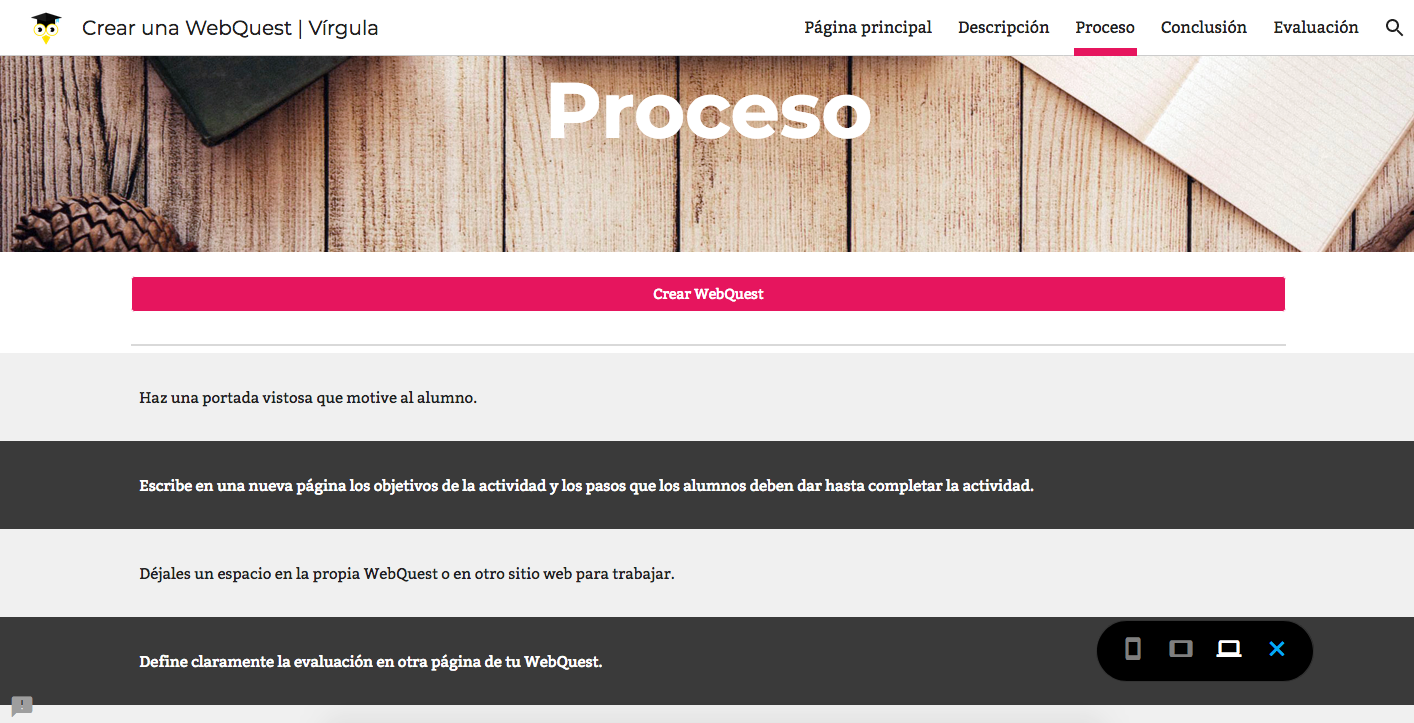 Crear una WebQuest | Vírgula
Página principal
Descripción
Proceso
Conclusión
Evaluación
Proceso
Crear WebQuest
Haz una portada vistosa que motive al alumno.
Escribe en una nueva página los objetivos de la actividad y los pasos que los alumnos deben dar hasta completar la actividad.
Déjales un espacio en la propia WebQuest o en otro sitio web para trabajar.
Define claramente la evaluación en otra página de tu WebQuest.